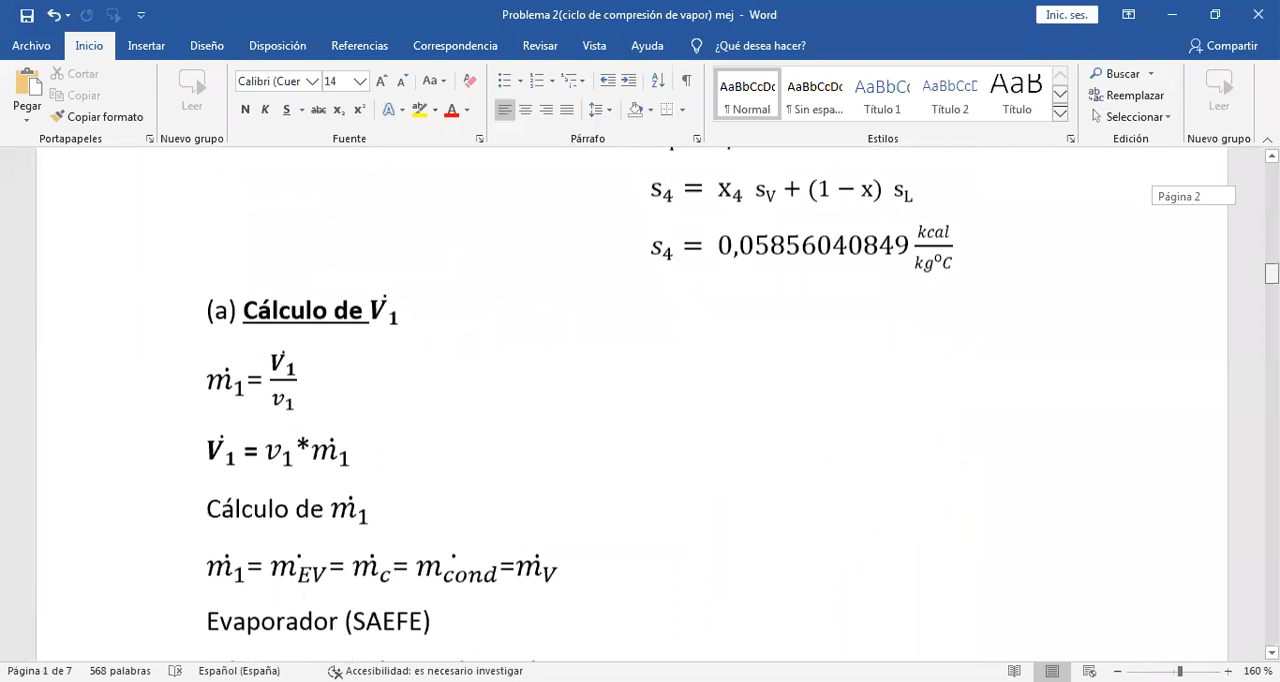 Problema 2(ciclo de compresión de vapor) mej - Word
Inic. ses.
Archivo Inicio Insertar Diseño Disposición Referencias Correspondencia Revisar Vista Ayuda ¿Qué desea hacer? Compartir
Pegar
Cortar
Copiar
Copiar formato
Portapapeles
Leer
Nuevo grupo
Calibri (Cuer 14
Aa
N K S abc x₂ x²
A A
Fuente
Párrafo
AaBbCcDc AaBbCcDc AaBbCc AaBbCcD AaB
¶ Normal ¶ Sin espa... Título 1 Título 2 Título
Estilos
Buscar
Reemplazar
Seleccionar
Edición
Leer
Nuevo grupo
Página 2
s₄ = x₄ s_V + (1 − x) s_L
s₄ = 0,05856040849 kcal/kg°C
(a) Cálculo de V̇₁
ṁ₁= V̇₁/v₁
V̇₁ = v₁*ṁ₁
Cálculo de ṁ₁
ṁ₁= ṁ_EV= ṁ_c= ṁ_cond=ṁ_V
Evaporador (SAEFE)
Página 1 de 7 568 palabras Español (España) Accesibilidad: es necesario investigar 160 %